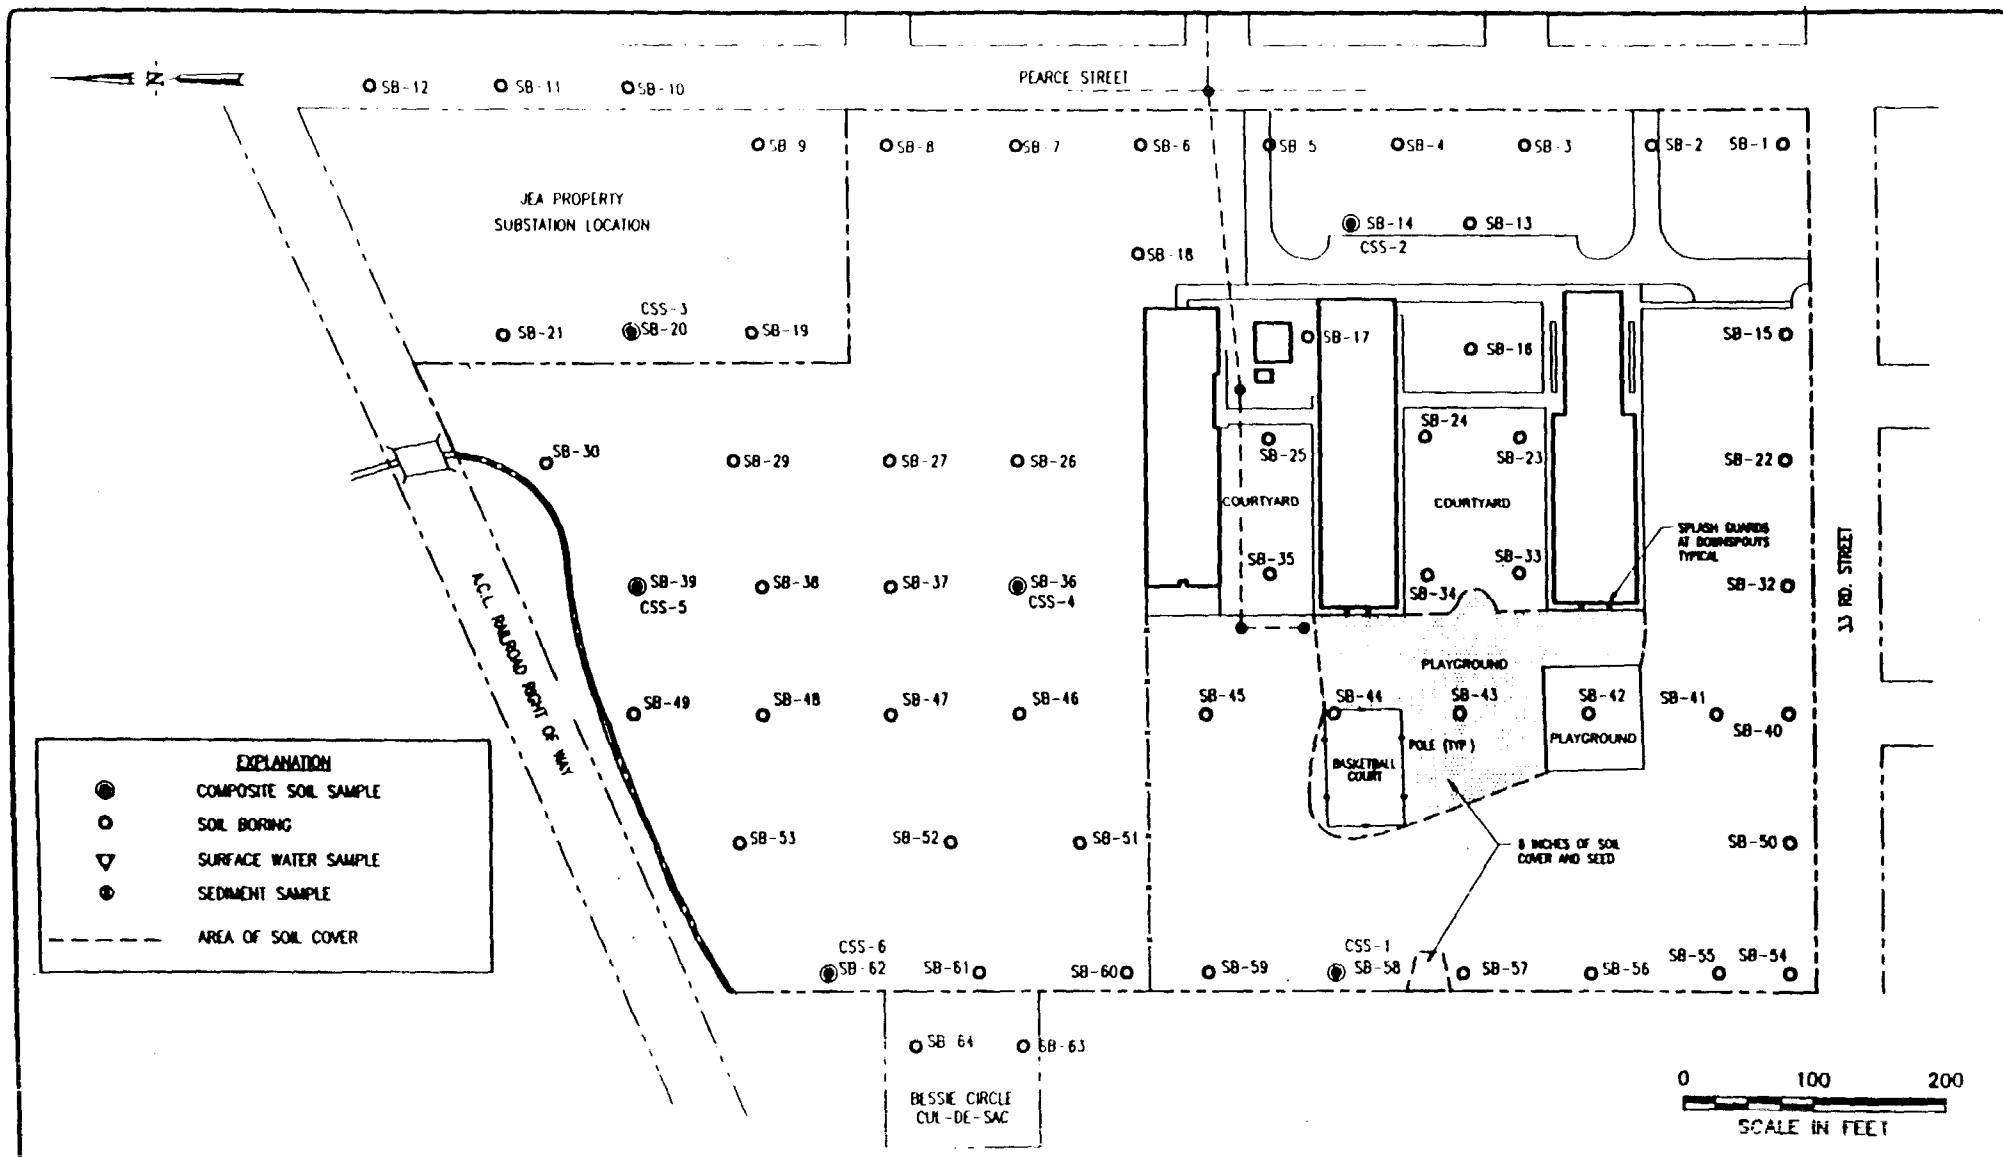 PEARCE STREET
N
SB-12
SB-11
SB-10
SB-9
SB-8
SB-7
SB-6
SB-5
SB-4
SB-3
SB-2
SB-1
JEA PROPERTY
SUBSTATION LOCATION
SB-14
CSS-2
SB-13
SB-18
CSS-3
SB-21
SB-20
SB-19
SB-17
SB-16
SB-15
SB-30
SB-29
SB-27
SB-26
SB-25
SB-24
SB-23
SB-22
COURTYARD
COURTYARD
SPLASH GUARDS
AT DOWNSPOUTS
TYPICAL
33 RD. STREET
SB-39
CSS-5
SB-38
SB-37
SB-36
CSS-4
SB-35
SB-34
SB-33
SB-32
A.C.L. RAILROAD RIGHT OF WAY
PLAYGROUND
SB-49
SB-48
SB-47
SB-46
SB-45
SB-44
SB-43
SB-42
SB-41
SB-40
POLE (TYP.)
PLAYGROUND
BASKETBALL
COURT
EXPLANATION
COMPOSITE SOIL SAMPLE
SOIL BORING
SURFACE WATER SAMPLE
SEDIMENT SAMPLE
AREA OF SOIL COVER
SB-53
SB-52
SB-51
8 INCHES OF SOIL
COVER AND SEED
SB-50
CSS-6
SB-62
SB-61
SB-60
SB-59
CSS-1
SB-58
SB-57
SB-56
SB-55
SB-54
SB-64
SB-63
BESSIE CIRCLE
CUL-DE-SAC
0 100 200
SCALE IN FEET